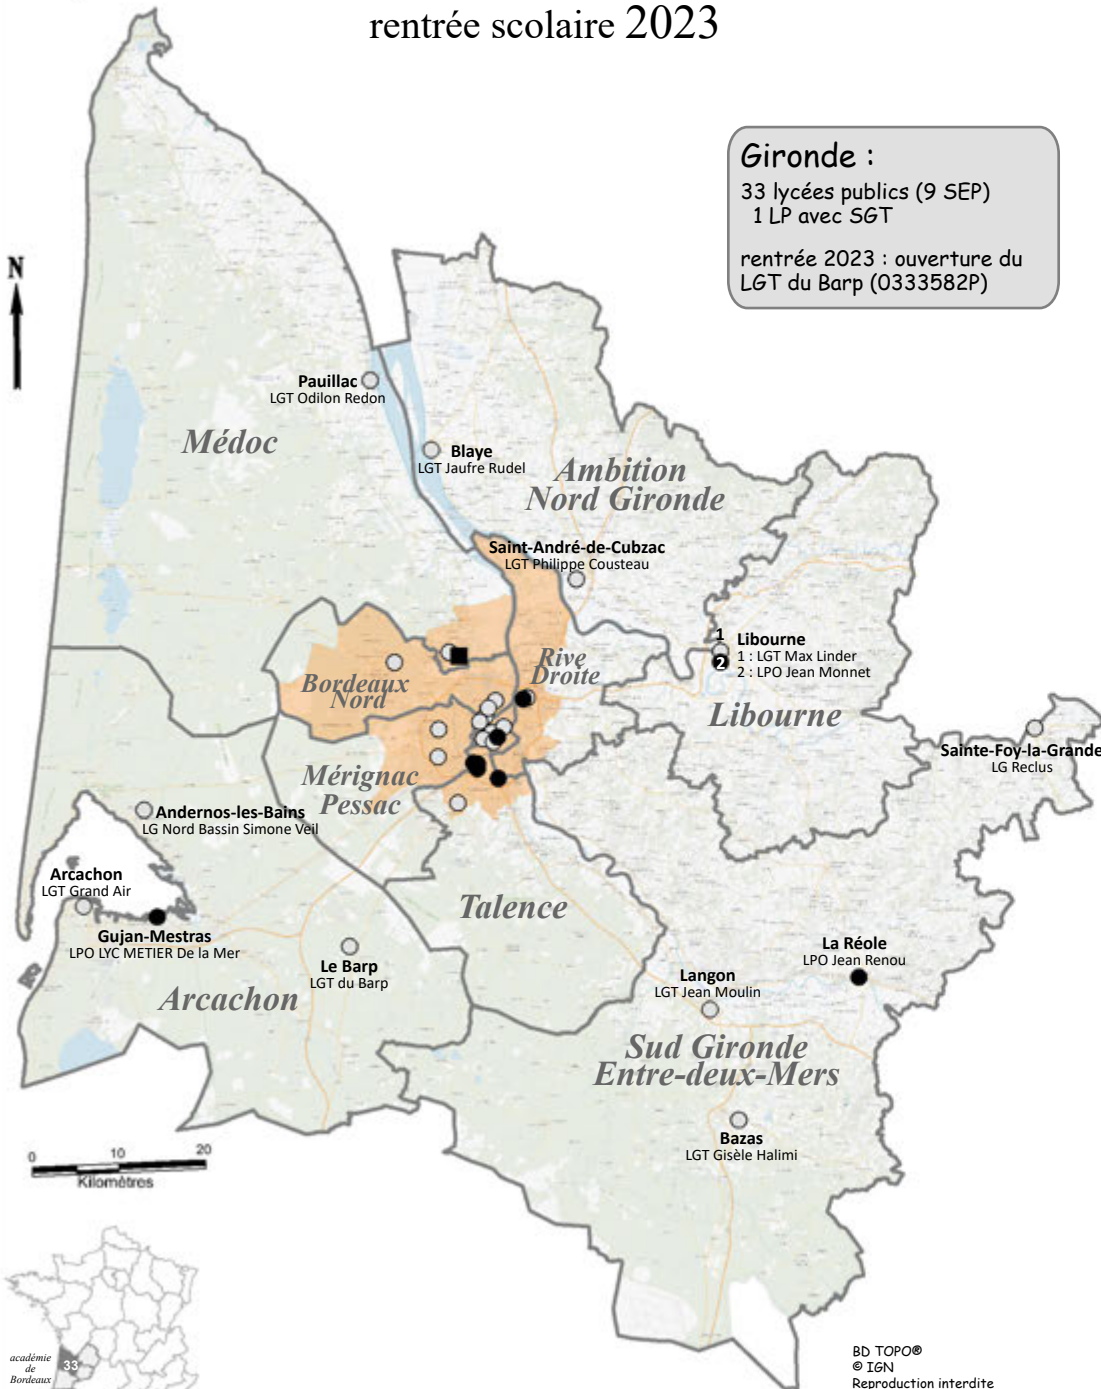 rentrée scolaire 2023
Gironde :
33 lycées publics (9 SEP)
1 LP avec SGT
rentrée 2023 : ouverture du
LGT du Barp (0333582P)
N
Pauillac
LGT Odilon Redon
Médoc
Blaye
LGT Jaufre Rudel
Ambition
Nord Gironde
Saint-André-de-Cubzac
LGT Philippe Cousteau
1
2
Libourne
1 : LGT Max Linder
2 : LPO Jean Monnet
Rive
Droite
Bordeaux
Nord
Libourne
Sainte-Foy-la-Grande
LG Reclus
Mérignac
Pessac
Andernos-les-Bains
LG Nord Bassin Simone Veil
Arcachon
LGT Grand Air
Gujan-Mestras
LPO LYC METIER De la Mer
Talence
La Réole
LPO Jean Renou
Le Barp
LGT du Barp
Langon
LGT Jean Moulin
Arcachon
Sud Gironde
Entre-deux-Mers
Bazas
LGT Gisèle Halimi
0 10 20
Kilomètres
académie
de
Bordeaux
33
BD TOPO®
© IGN
Reproduction interdite